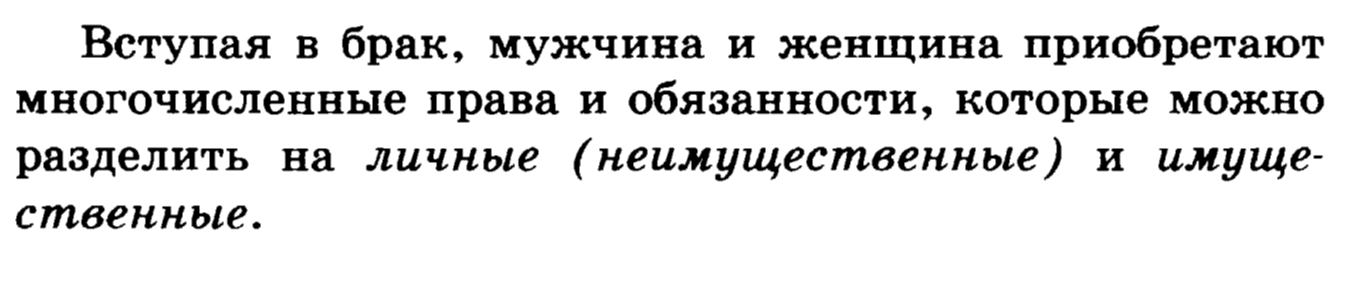 Вступая в брак, мужчина и женщина приобретают
многочисленные права и обязанности, которые можно
разделить на личные (неимущественные) и имуще-
ственные.